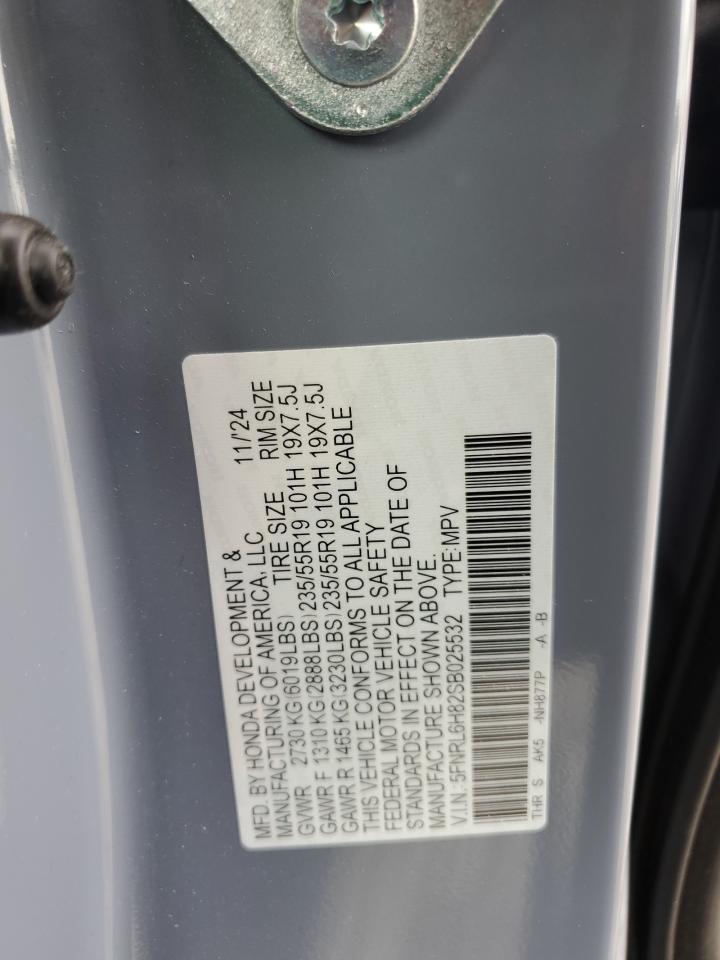 MFD. BY HONDA DEVELOPMENT &
MANUFACTURING OF AMERICA, LLC 11/'24
GVWR 2730 KG(6019LBS) TIRE SIZE RIM SIZE
GAWR F 1310 KG(2888LBS)235/55R19 101H 19X7.5J
GAWR R 1465 KG(3230LBS)235/55R19 101H 19X7.5J
THIS VEHICLE CONFORMS TO ALL APPLICABLE
FEDERAL MOTOR VEHICLE SAFETY
STANDARDS IN EFFECT ON THE DATE OF
MANUFACTURE SHOWN ABOVE.
V.I.N.:5FNRL6H82SB025532 TYPE:MPV
THR S AK5 -NH877P -A -B